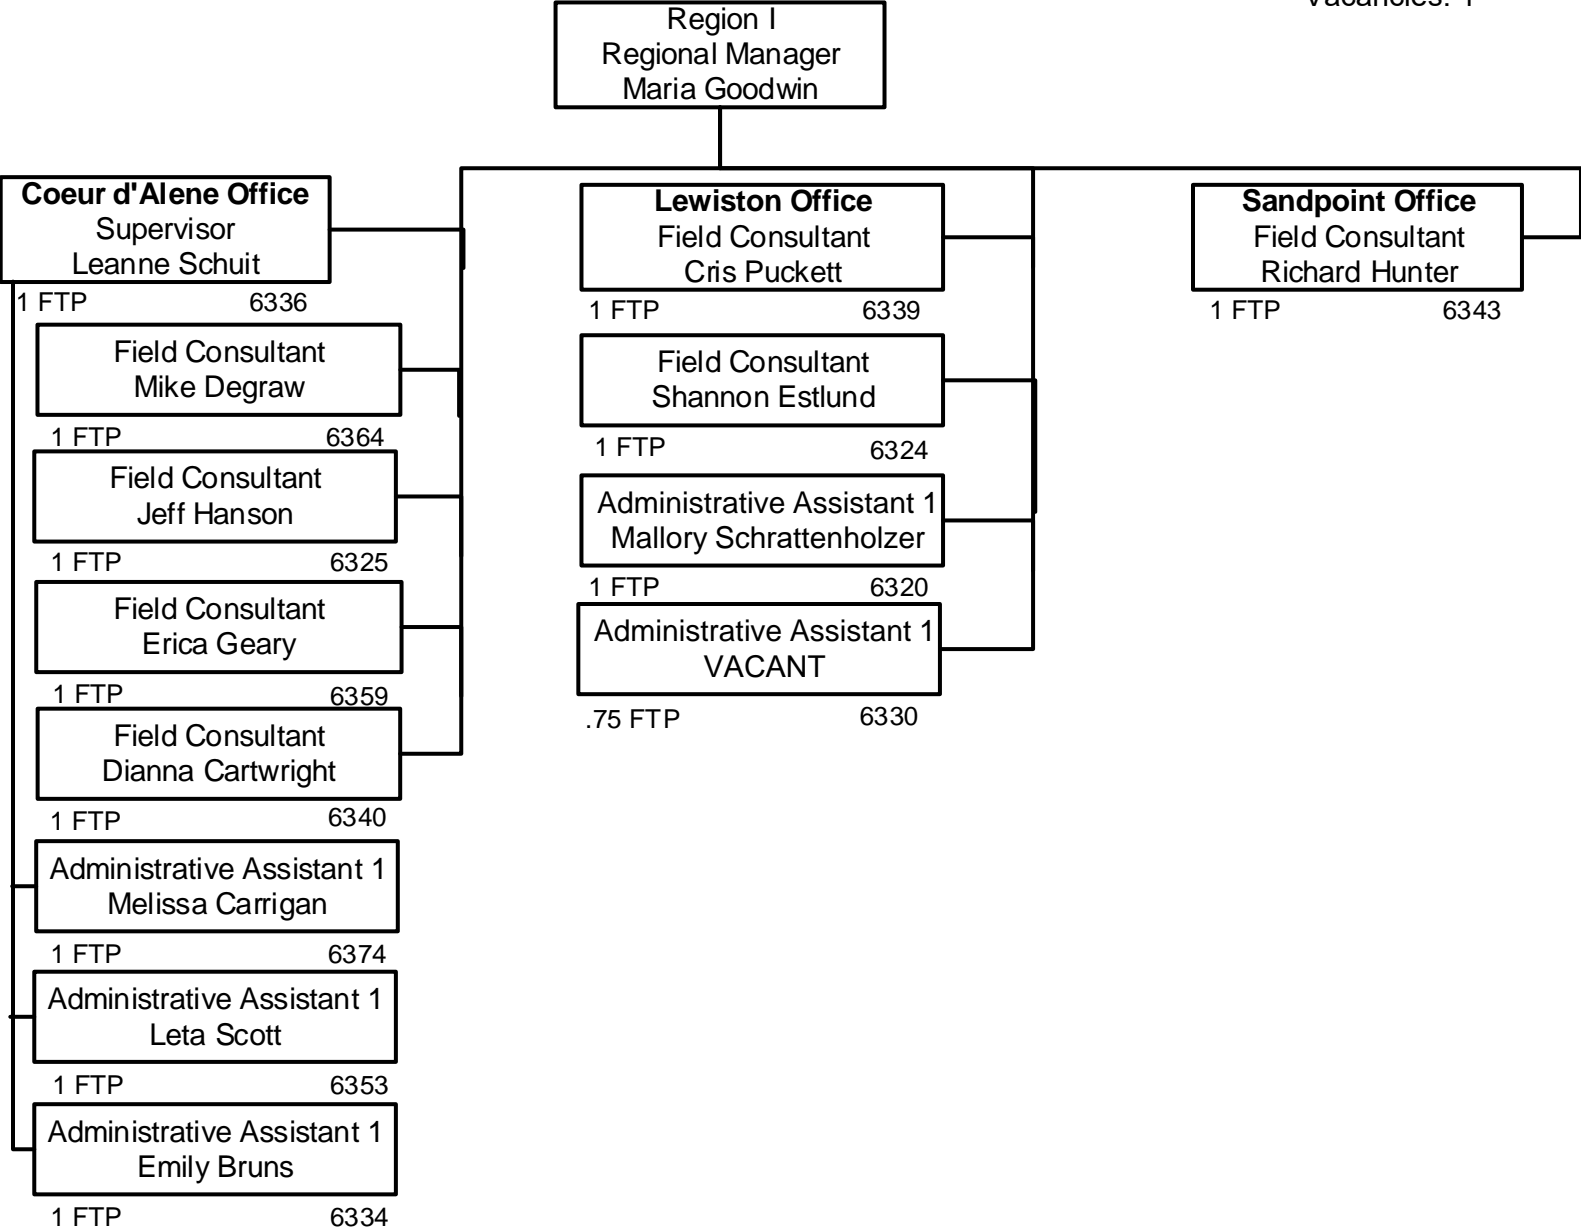 Vacancies: 1
Region I
Regional Manager
Maria Goodwin
Coeur d'Alene Office
Supervisor
Leanne Schuit
1 FTP 6336
Field Consultant
Mike Degraw
1 FTP 6364
Field Consultant
Jeff Hanson
1 FTP 6325
Field Consultant
Erica Geary
1 FTP 6359
Field Consultant
Dianna Cartwright
1 FTP 6340
Administrative Assistant 1
Melissa Carrigan
1 FTP 6374
Administrative Assistant 1
Leta Scott
1 FTP 6353
Administrative Assistant 1
Emily Bruns
1 FTP 6334
Lewiston Office
Field Consultant
Cris Puckett
1 FTP 6339
Field Consultant
Shannon Estlund
1 FTP 6324
Administrative Assistant 1
Mallory Schrattenholzer
1 FTP 6320
Administrative Assistant 1
VACANT
.75 FTP 6330
Sandpoint Office
Field Consultant
Richard Hunter
1 FTP 6343